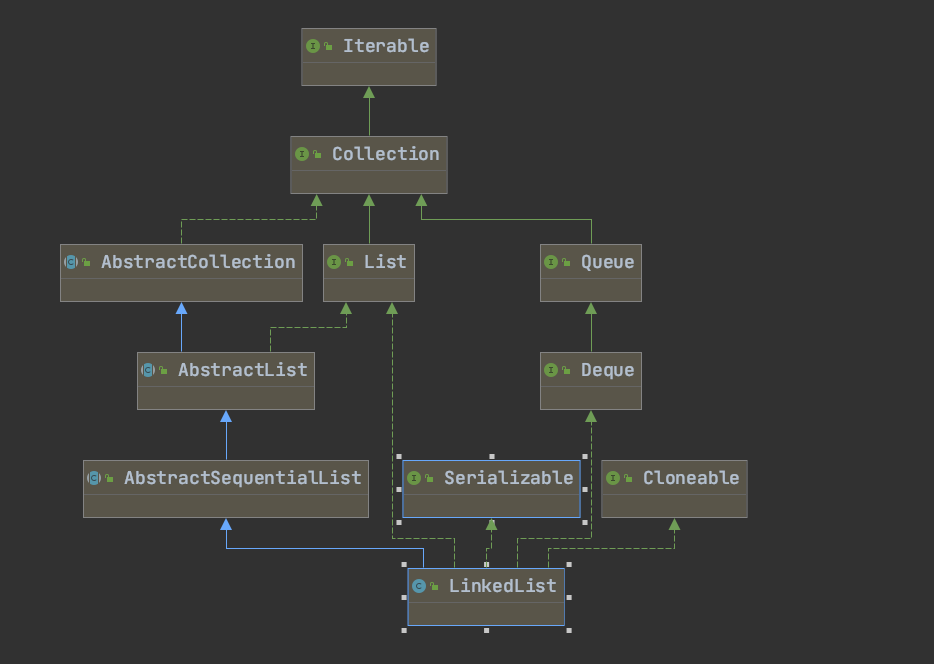 Iterable
Collection
AbstractCollection
List
Queue
AbstractList
Deque
AbstractSequentialList
Serializable
Cloneable
LinkedList